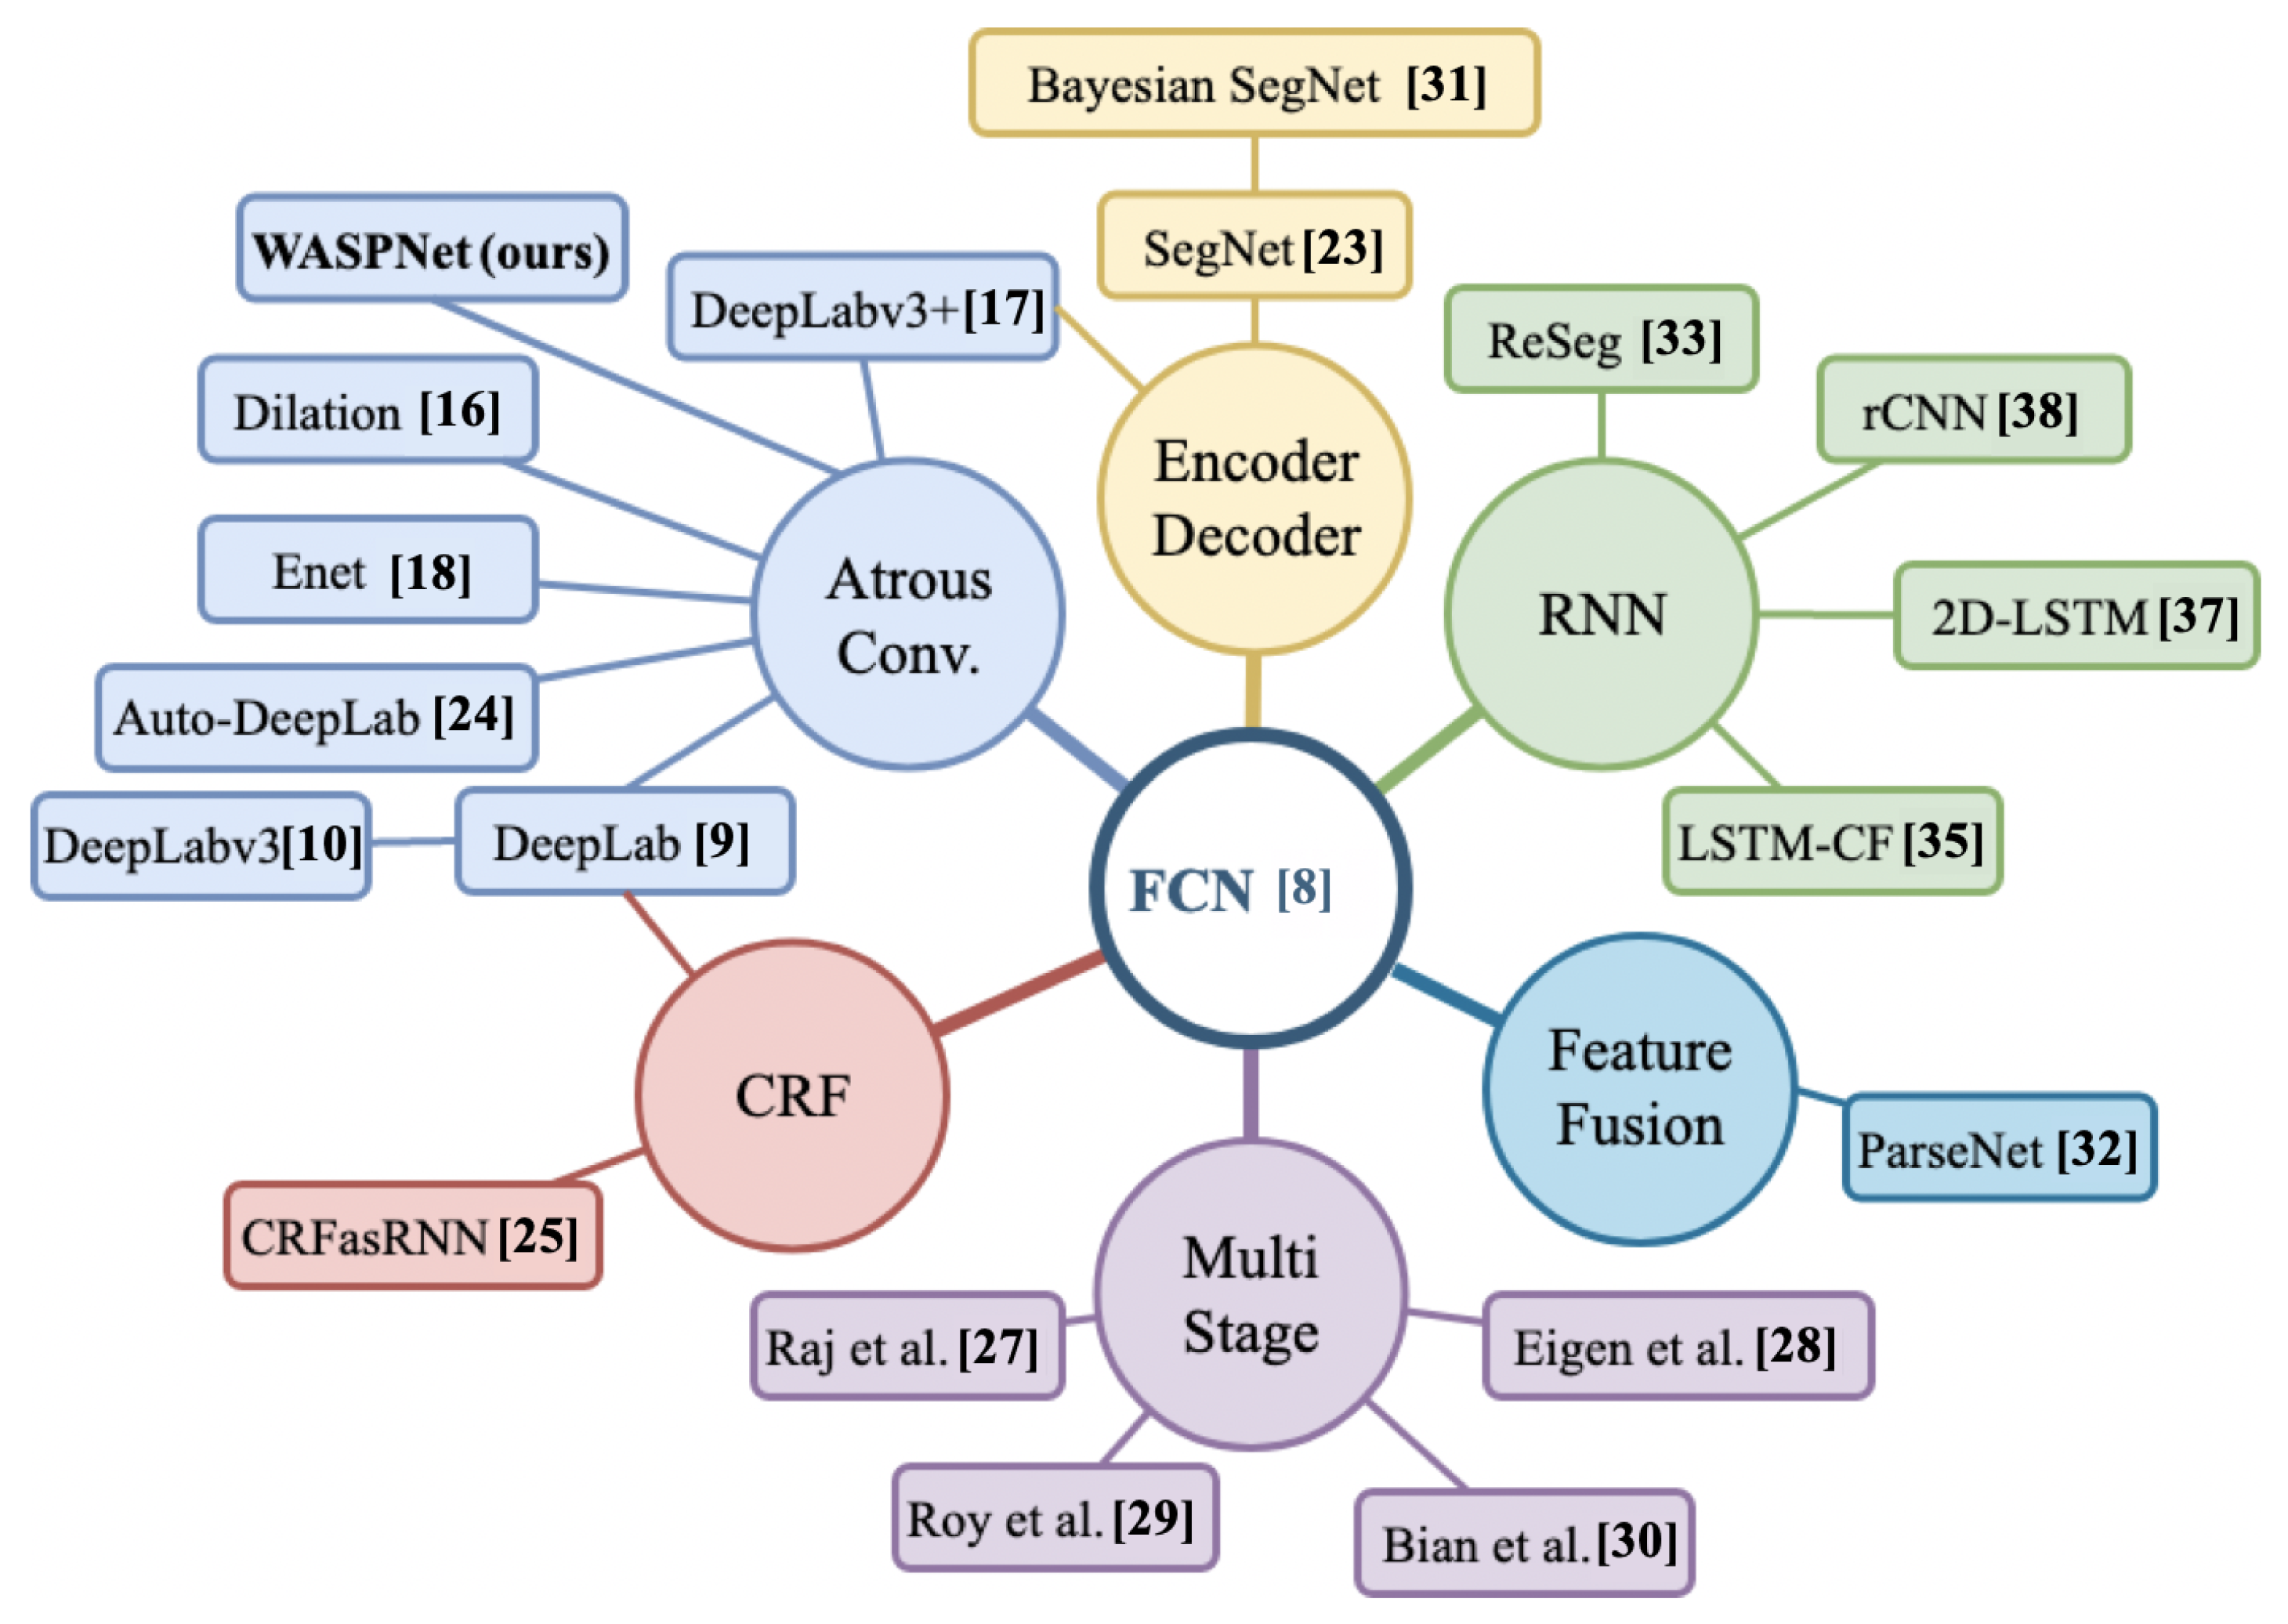 Bayesian SegNet [31]
WASPNet (ours)
SegNet [23]
DeepLabv3+[17]
ReSeg [33]
Dilation [16]
rCNN [38]
Encoder
Decoder
Enet [18]
Atrous
Conv.
RNN
2D-LSTM [37]
Auto-DeepLab [24]
DeepLabv3[10]
DeepLab [9]
LSTM-CF [35]
FCN [8]
CRF
Feature
Fusion
ParseNet [32]
CRFasRNN [25]
Multi
Stage
Raj et al. [27]
Eigen et al. [28]
Roy et al. [29]
Bian et al. [30]